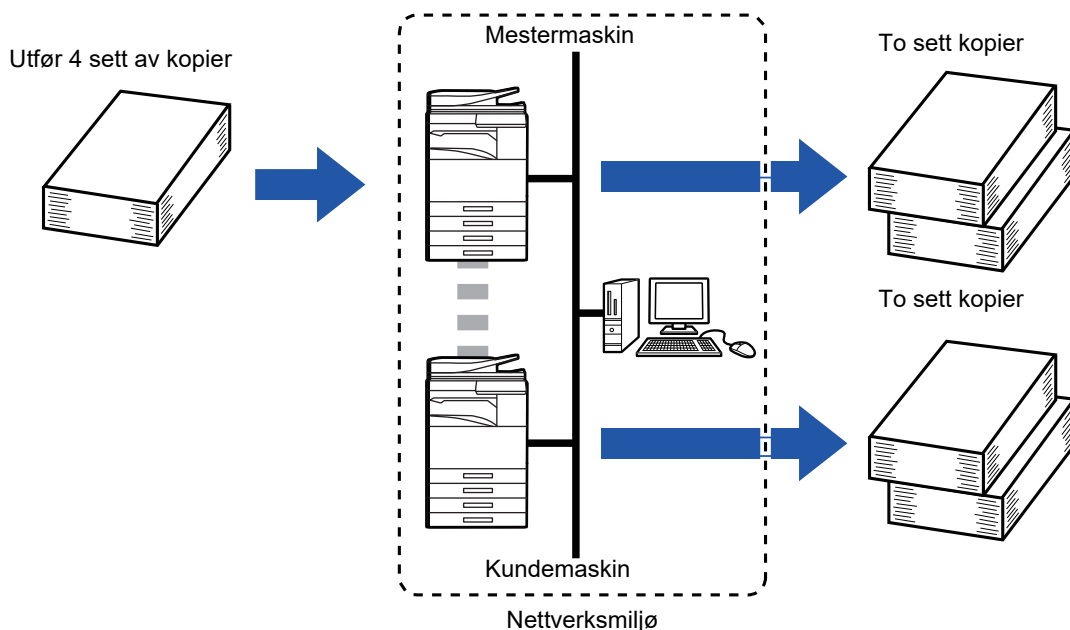 Utfør 4 sett av kopier
Mestermaskin
To sett kopier
To sett kopier
Kundemaskin
Nettverksmiljø